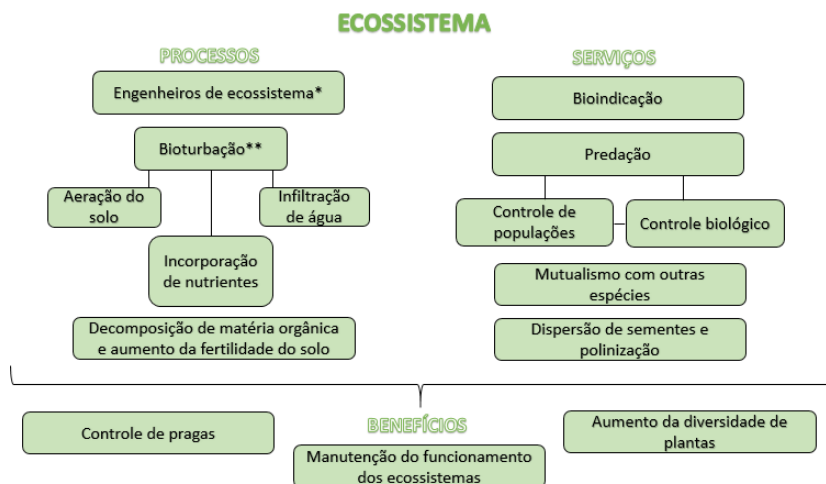 ECOSSISTEMA
PROCESSOS
Engenheiros de ecossistema*
Bioturbação**
Aeração do
solo
Infiltração
de água
Incorporação
de nutrientes
Decomposição de matéria orgânica
e aumento da fertilidade do solo
SERVIÇOS
Bioindicação
Predação
Controle de
populações
Controle biológico
Mutualismo com outras
espécies
Dispersão de sementes e
polinização
BENEFÍCIOS
Controle de pragas
Manutenção do funcionamento
dos ecossistemas
Aumento da diversidade de
plantas